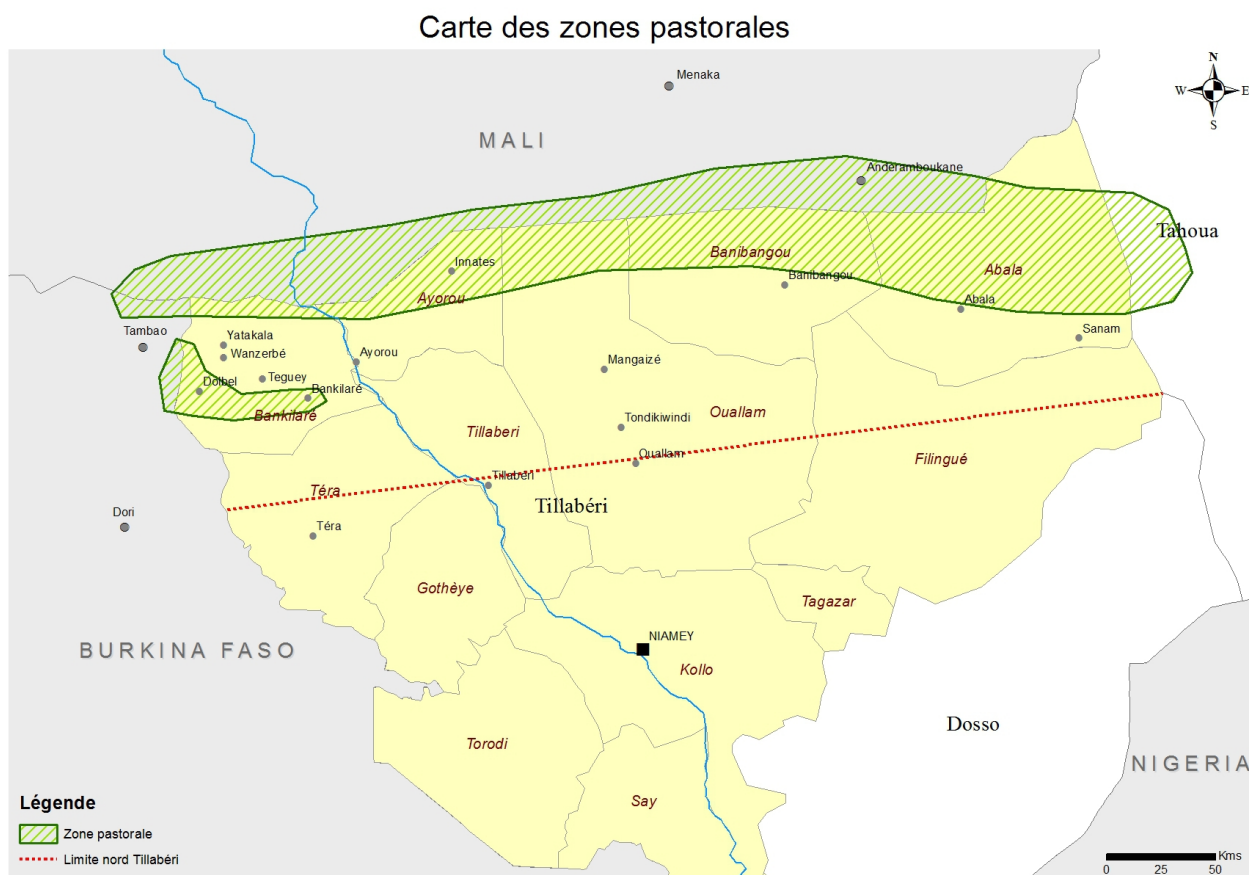 Carte des zones pastorales
N
W
E
S
Menaka
MALI
Anderamboukane
Tahoua
Banibangou
Innates
Abala
Banibangou
Ayorou
Abala
Tambao
Yatakala
Wanzerbé
Sanam
Ayorou
Mangaizé
Teguey
Dolbel
Bankilaré
Bankilaré
Ouallam
Tondikiwindi
Tillaberi
Filingué
Ouallam
Tillabéri
Téra
Tillabéri
Dori
Téra
Gothèye
Tagazar
NIAMEY
BURKINA FASO
Kollo
Dosso
Torodi
NIGERIA
Say
Légende
Zone pastorale
Limite nord Tillabéri
Kms
0 25 50